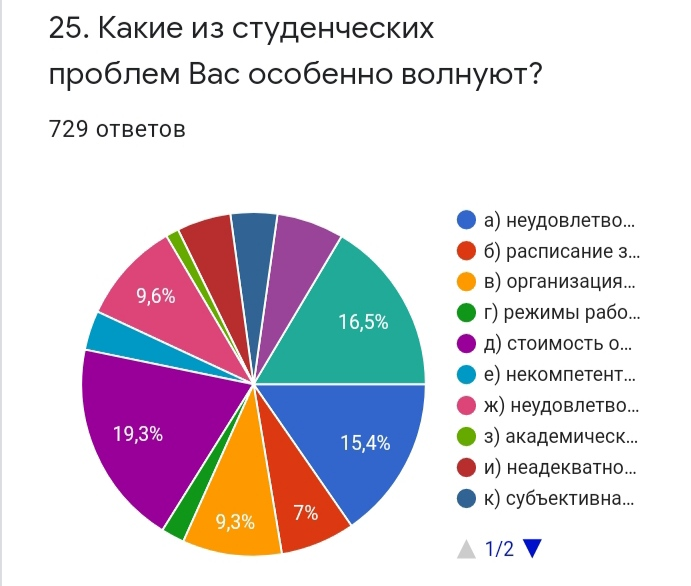 25. Какие из студенческих
проблем Вас особенно волнуют?
729 ответов
16,5%
15,4%
7%
9,3%
19,3%
9,6%
а) неудовлетво...
б) расписание з...
в) организация...
г) режимы рабо...
д) стоимость о...
е) некомпетент...
ж) неудовлетво...
з) академическ...
и) неадекватно...
к) субъективна...
1/2